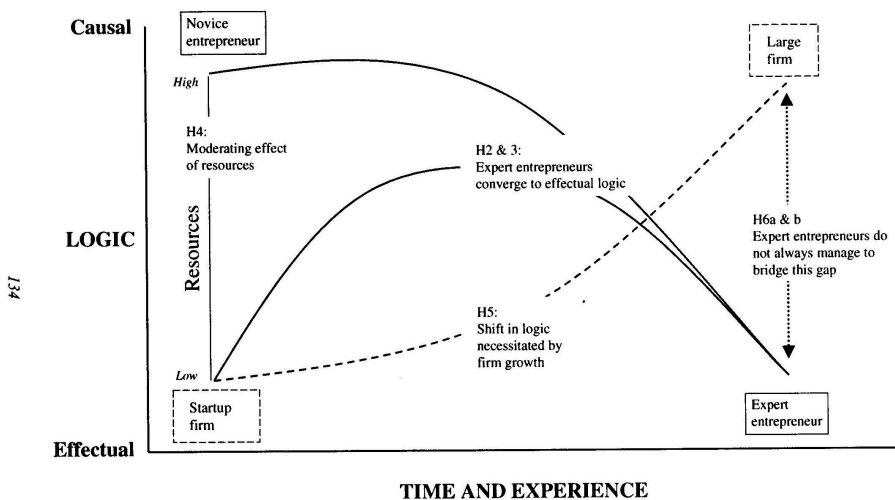 Causal
Novice
entrepreneur
Large
firm
High
H4:
Moderating effect
of resources
H2 & 3:
Expert entrepreneurs
converge to effectual logic
H6a & b
Expert entrepreneurs do
not always manage to
bridge this gap
LOGIC
Resources
134
H5:
Shift in logic
necessitated by
firm growth
Low
Startup
firm
Expert
entrepreneur
Effectual
TIME AND EXPERIENCE